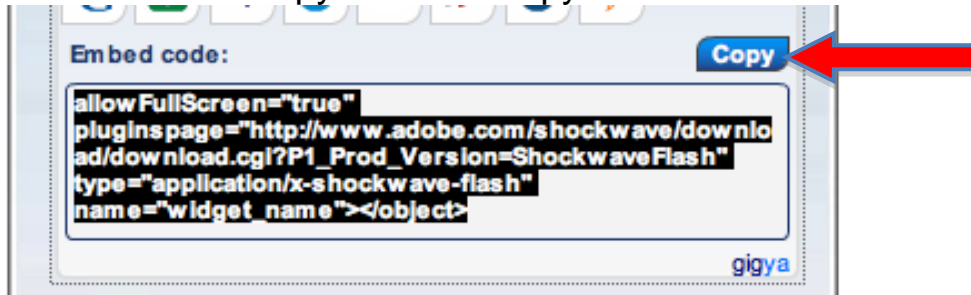 Embed code:
Copy
allowFullScreen="true"
pluginspage="http://www.adobe.com/shockwave/downlo
ad/download.cgi?P1_Prod_Version=ShockwaveFlash"
type="application/x-shockwave-flash"
name="widget_name"></object>
gigya